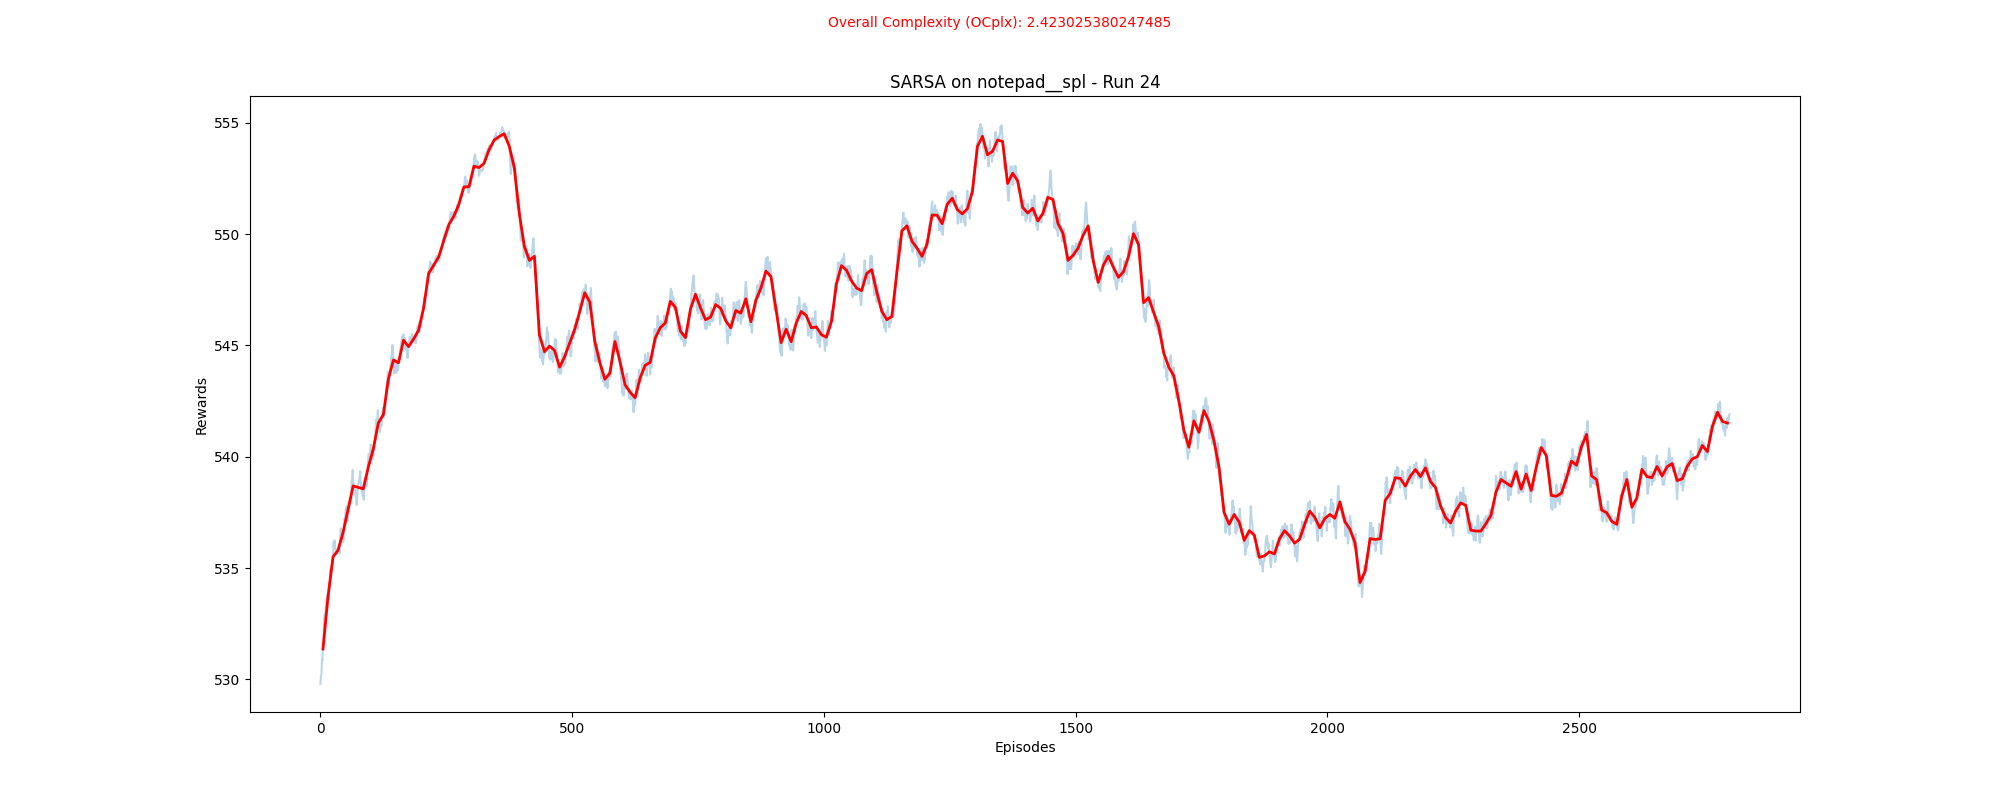 Overall Complexity (OCplx): 2.423025380247485
SARSA on notepad__spl - Run 24
555
550
545
540
535
530
Rewards
0 500 1000 1500 2000 2500
Episodes